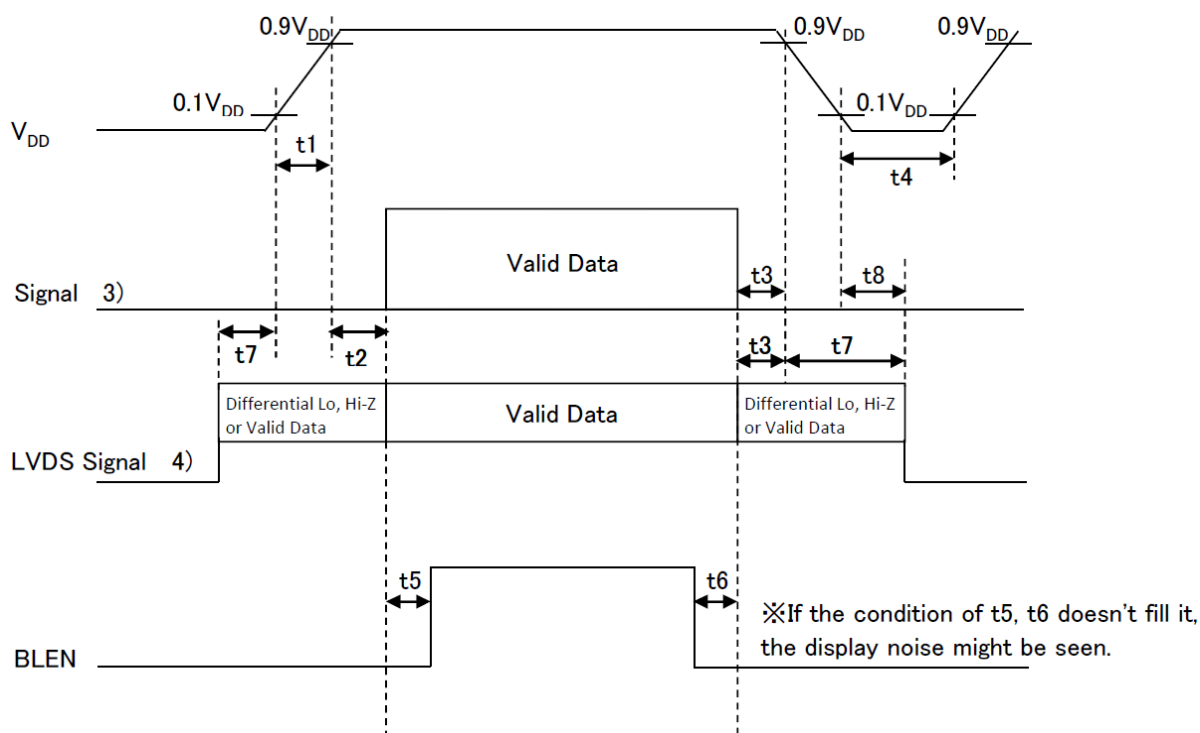 0.9VDD
0.9VDD
0.9VDD
0.1VDD
0.1VDD
VDD
t1
t4
Valid Data
t3
t8
Signal 3)
t7
t2
t3
t7
Differential Lo, Hi-Z
or Valid Data
Valid Data
Differential Lo, Hi-Z
or Valid Data
LVDS Signal 4)
t5
t6
※If the condition of t5, t6 doesn't fill it,
the display noise might be seen.
BLEN